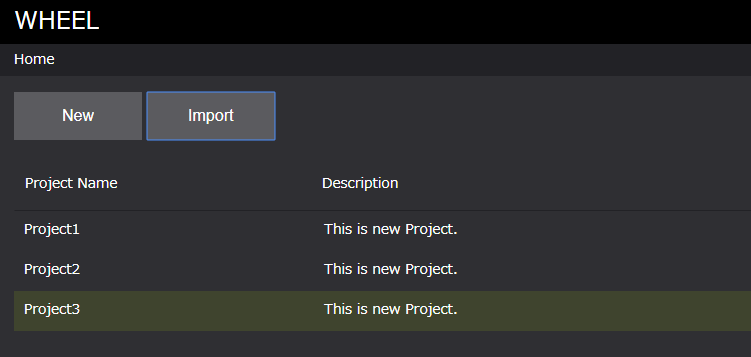 WHEEL
Home
New Import
Project Name Description
Project1 This is new Project.
Project2 This is new Project.
Project3 This is new Project.